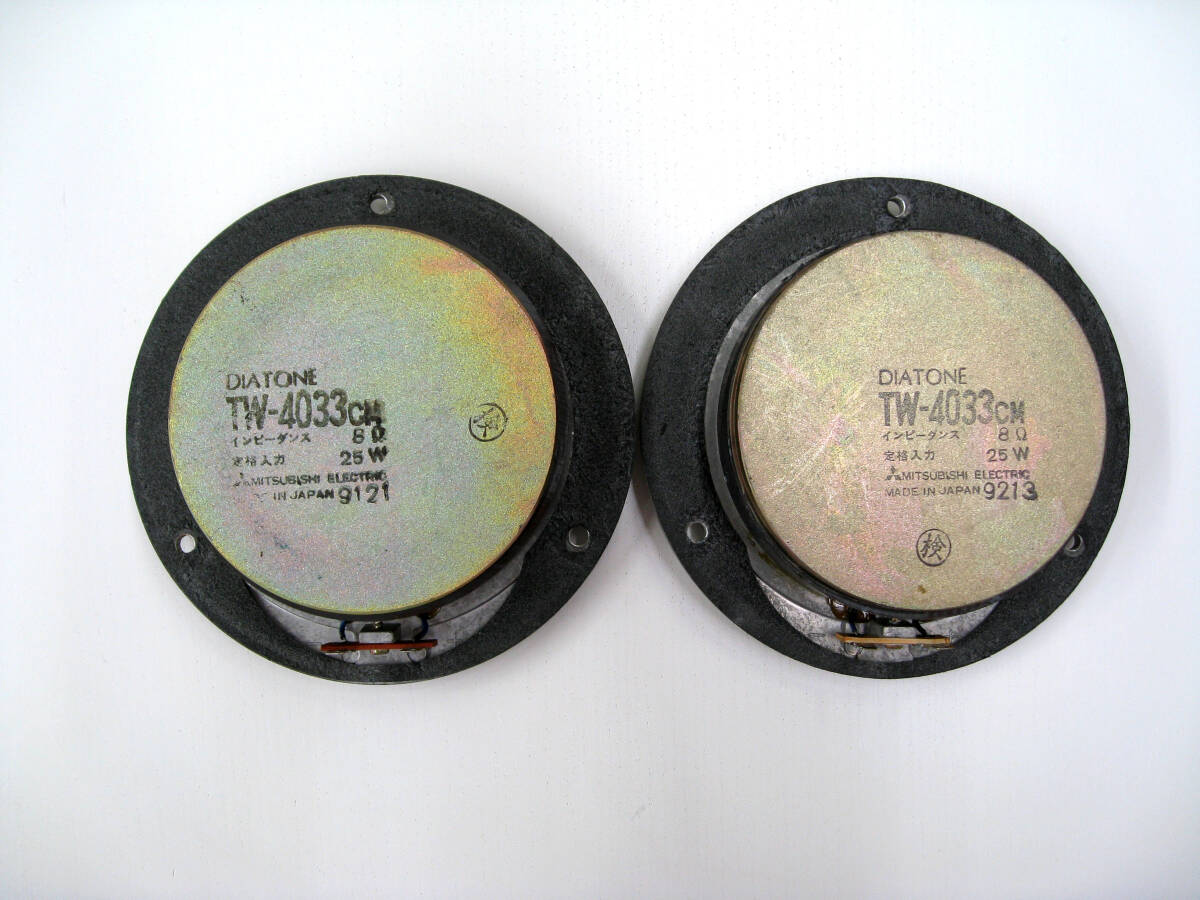 DIATONE
TW-4033CM
インピーダンス 8Ω
定格入力 25W
MITSUBISHI ELECTRIC
IN JAPAN 9121
DIATONE
TW-4033CM
インピーダンス 8Ω
定格入力 25W
MITSUBISHI ELECTRIC
MADE IN JAPAN 9213
検